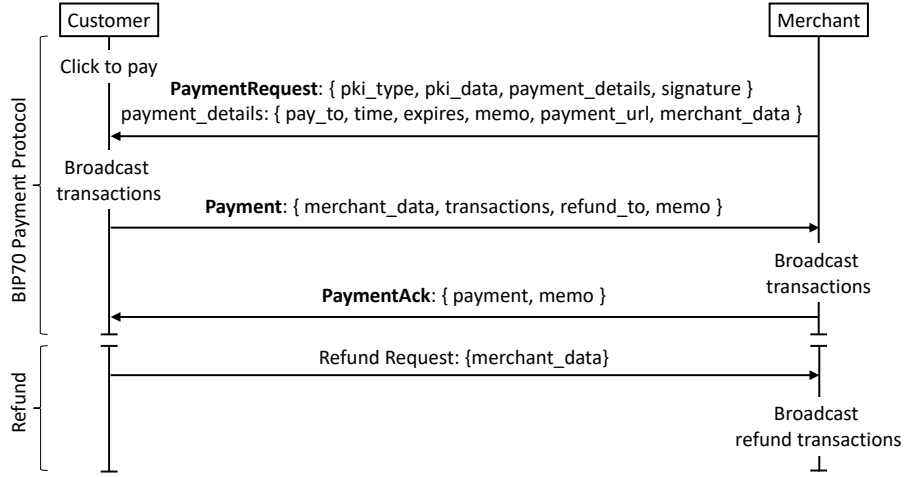 Customer
Merchant
Click to pay
PaymentRequest: { pki_type, pki_data, payment_details, signature }
payment_details: { pay_to, time, expires, memo, payment_url, merchant_data }
Broadcast
transactions
Payment: { merchant_data, transactions, refund_to, memo }
Broadcast
transactions
PaymentAck: { payment, memo }
BIP70 Payment Protocol
Refund Request: {merchant_data}
Broadcast
refund transactions
Refund